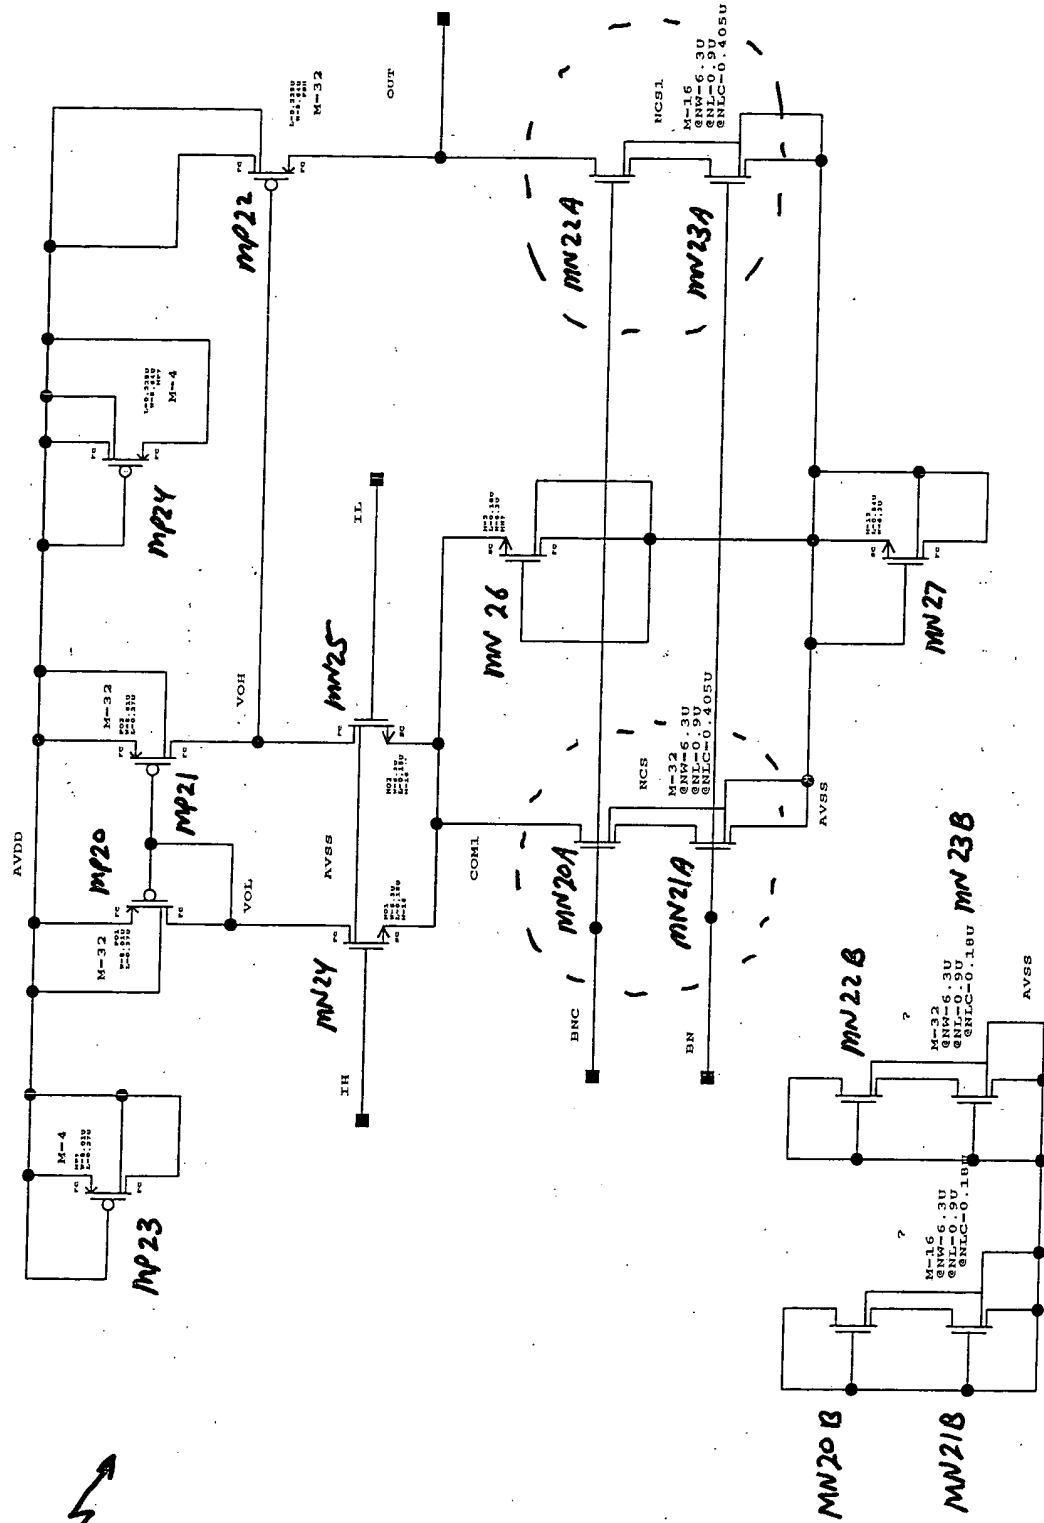 AVDD
MP23
M-4
MP20
M-32
MP21
M-32
VOL
VOH
MP24
M-4
MP22
M-32
OUT
IH
MN24
AVSS
MN25
IL
COM1
MN 26
BNC
BN
MN20A
MN21A
NCS
M-32
@NW-6.3U
@NL-0.9U
@NLC-0.405U
MN22A
MN23A
NCS1
M-16
@NW-6.3U
@NL-0.9U
@NLC-0.405U
MN27
AVSS
MN20B
MN21B
?
M-16
@NW-6.3U
@NL-0.9U
@NLC-0.18U
MN22B
MN23B
?
M-32
@NW-6.3U
@NL-0.9U
@NLC-0.18U
AVSS